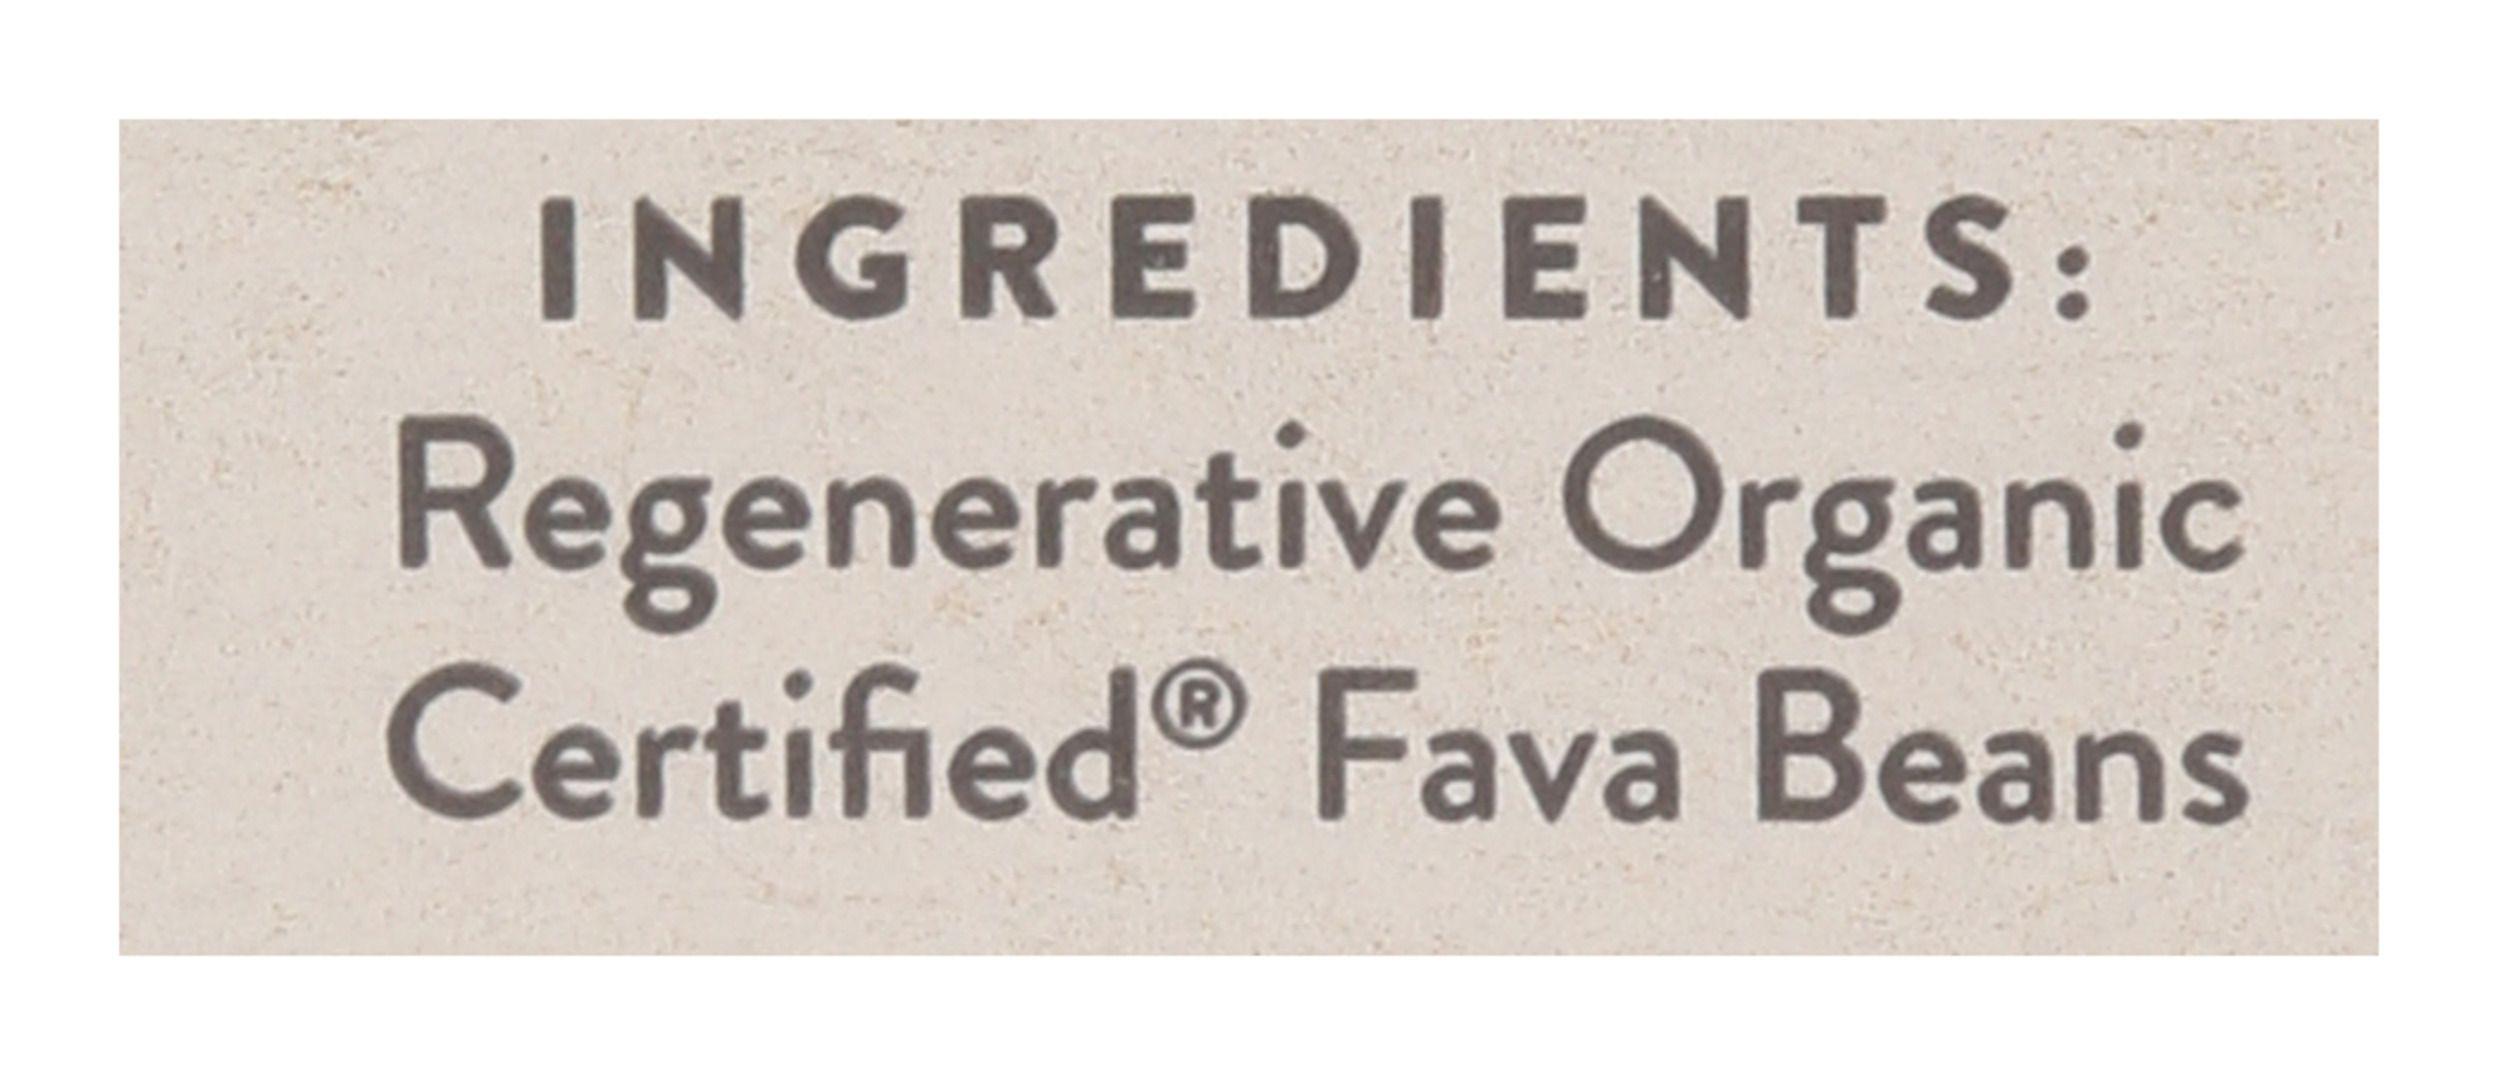 INGREDIENTS:
Regenerative Organic
Certified® Fava Beans